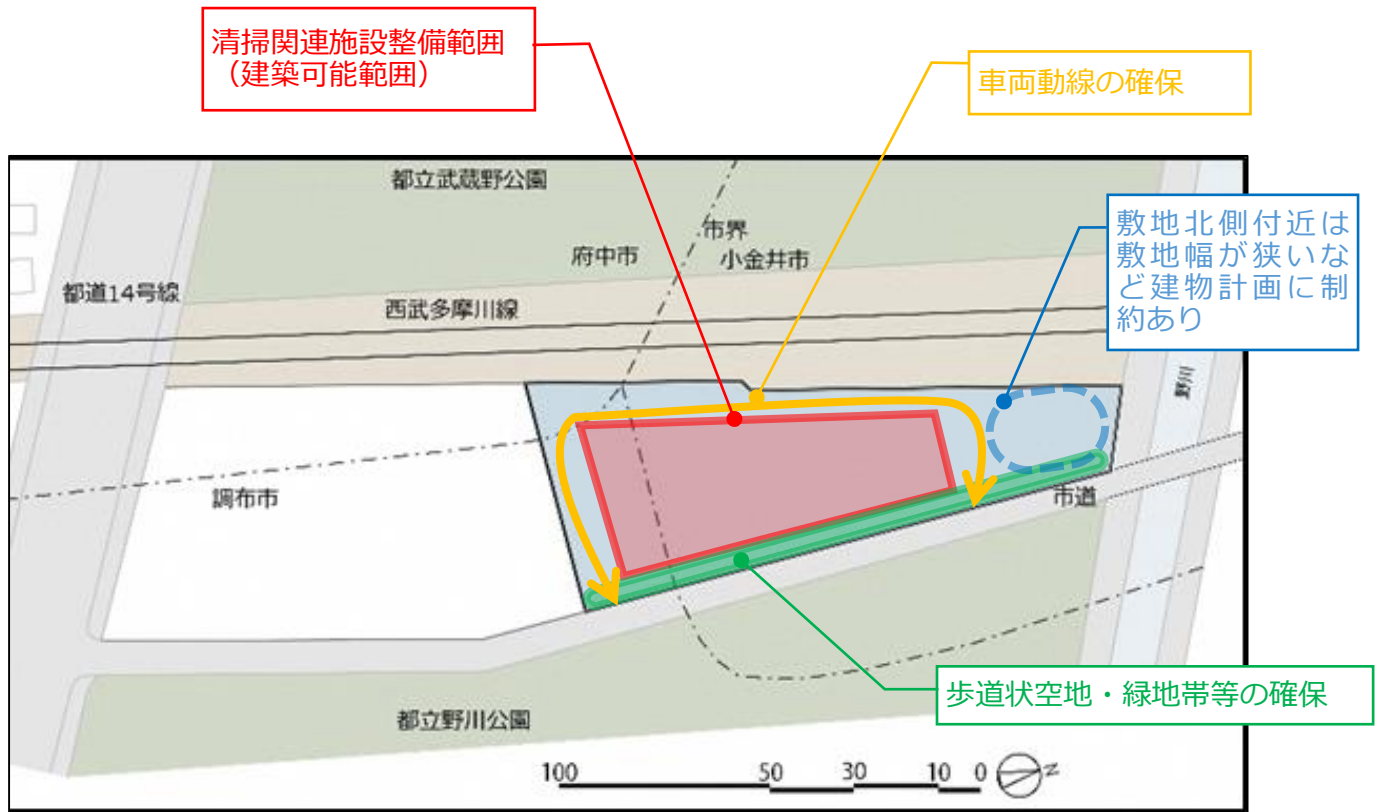 清掃関連施設整備範囲
（建築可能範囲）
車両動線の確保
都立武蔵野公園
市界
府中市
小金井市
都道14号線
西武多摩川線
敷地北側付近は
敷地幅が狭いな
ど建物計画に制
約あり
野川
調布市
市道
歩道状空地・緑地帯等の確保
都立野川公園
100 50 30 10 0 Z